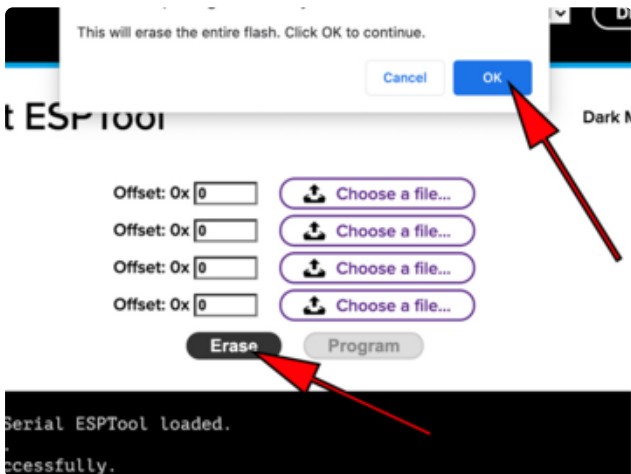 This will erase the entire flash. Click OK to continue.
Cancel OK
t ESPTool
Dark M
Offset: 0x 0 Choose a file...
Offset: 0x 0 Choose a file...
Offset: 0x 0 Choose a file...
Offset: 0x 0 Choose a file...
Erase Program
Serial ESPTool loaded.
.
ccessfully.